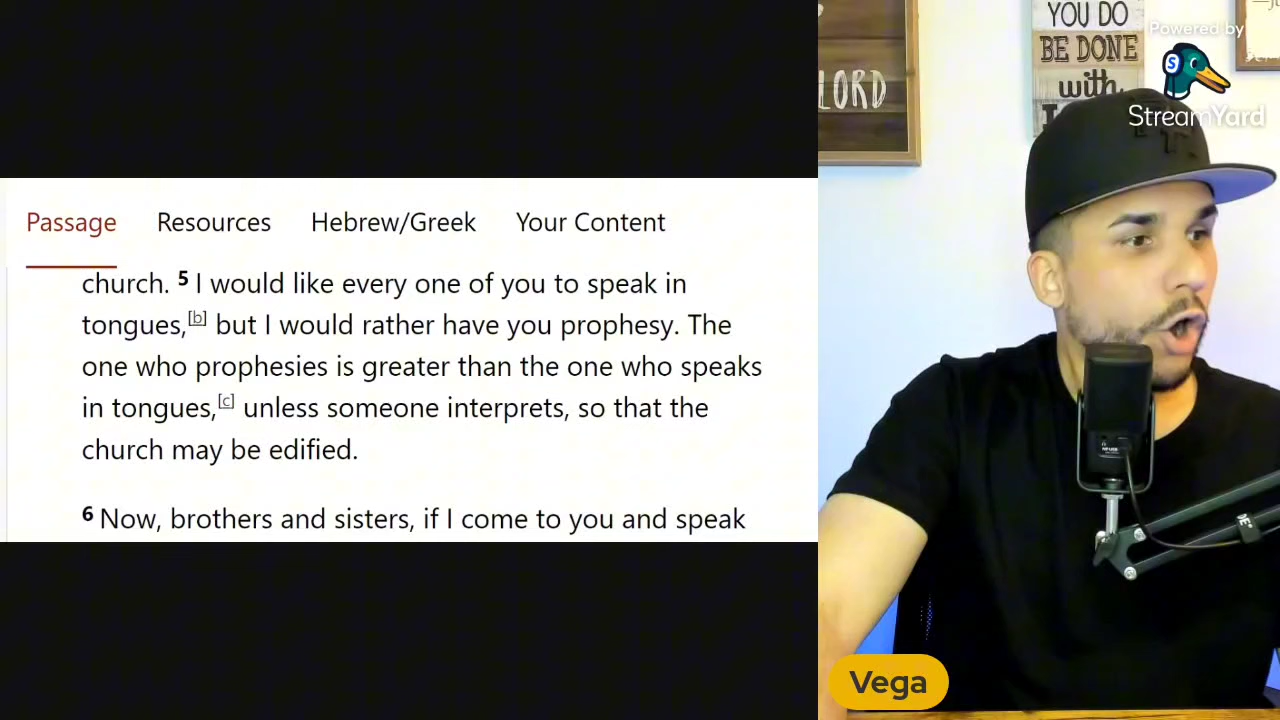 Passage Resources Hebrew/Greek Your Content
church. 5 I would like every one of you to speak in
tongues,[b] but I would rather have you prophesy. The
one who prophesies is greater than the one who speaks
in tongues,[c] unless someone interprets, so that the
church may be edified.
6 Now, brothers and sisters, if I come to you and speak
LORD
YOU DO
BE DONE
with
Powered by
S
StreamYard
Vega